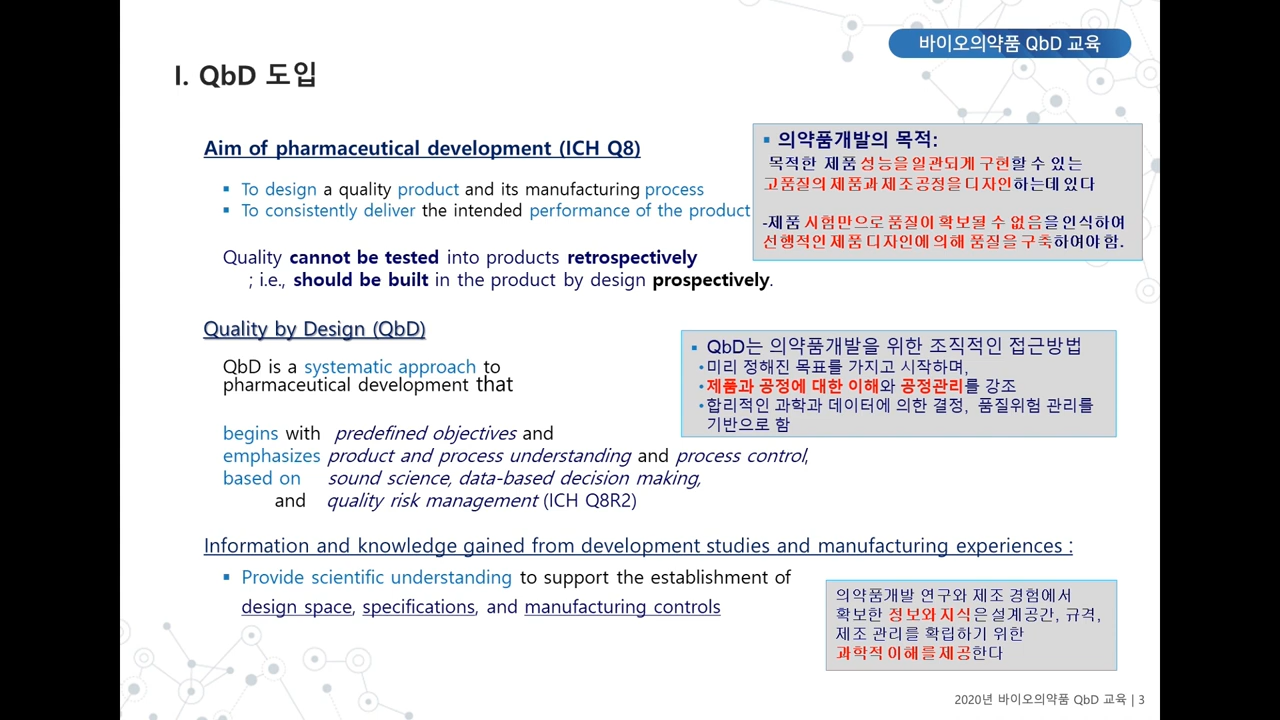 바이오의약품 QbD 교육
I. QbD 도입
Aim of pharmaceutical development (ICH Q8)
▪ To design a quality product and its manufacturing process
▪ To consistently deliver the intended performance of the product
Quality cannot be tested into products retrospectively
; i.e., should be built in the product by design prospectively.
▪ 의약품개발의 목적:
목적한 제품 성능을 일관되게 구현할 수 있는
고품질의 제품과 제조공정을 디자인하는데 있다
-제품 시험만으로 품질이 확보될 수 없음을 인식하여
선행적인 제품 디자인에 의해 품질을 구축하여야 함.
Quality by Design (QbD)
QbD is a systematic approach to
pharmaceutical development that
begins with predefined objectives and
emphasizes product and process understanding and process control,
based on sound science, data-based decision making,
and quality risk management (ICH Q8R2)
▪ QbD는 의약품개발을 위한 조직적인 접근방법
•미리 정해진 목표를 가지고 시작하며,
•제품과 공정에 대한 이해와 공정관리를 강조
•합리적인 과학과 데이터에 의한 결정, 품질위험 관리를
기반으로 함
Information and knowledge gained from development studies and manufacturing experiences :
▪ Provide scientific understanding to support the establishment of
design space, specifications, and manufacturing controls
의약품개발 연구와 제조 경험에서
확보한 정보와 지식은 설계공간, 규격,
제조 관리를 확립하기 위한
과학적 이해를 제공한다
2020년 바이오의약품 QbD 교육 | 3